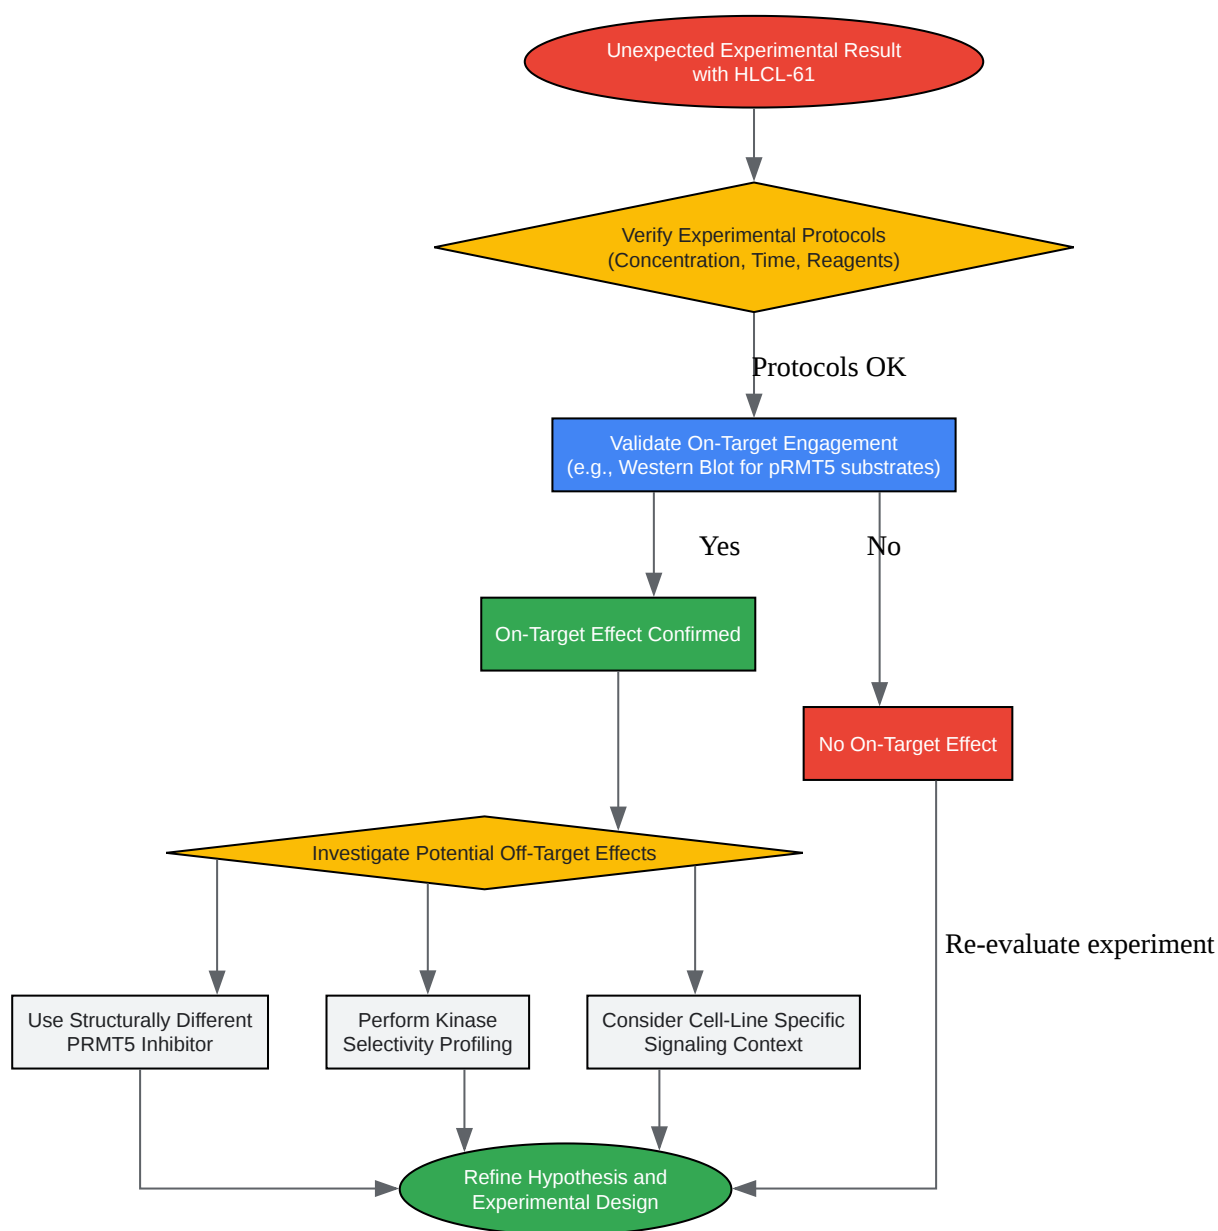 Unexpected Experimental Result
with HLCL-61
Verify Experimental Protocols
(Concentration, Time, Reagents)
Protocols OK
Validate On-Target Engagement
(e.g., Western Blot for pRMT5 substrates)
Yes
No
On-Target Effect Confirmed
No On-Target Effect
Investigate Potential Off-Target Effects
Re-evaluate experiment
Use Structurally Different
PRMT5 Inhibitor
Perform Kinase
Selectivity Profiling
Consider Cell-Line Specific
Signaling Context
Refine Hypothesis and
Experimental Design